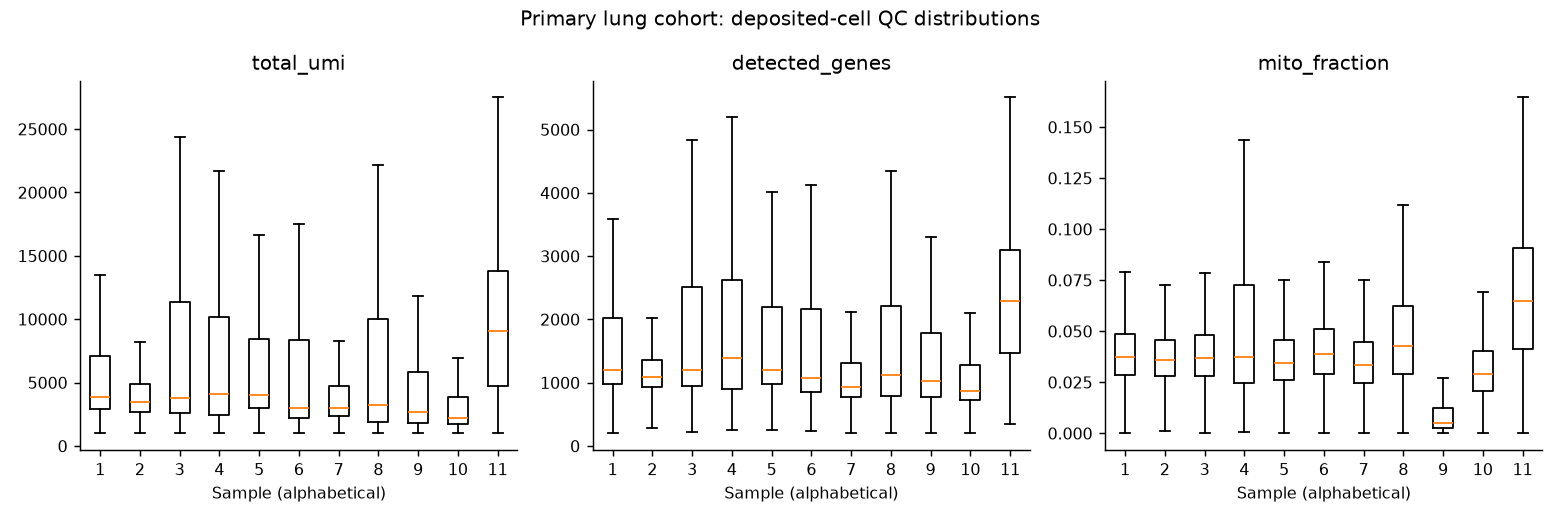 Primary lung cohort: deposited-cell QC distributions
total_umi
25000
20000
15000
10000
5000
0
1 2 3 4 5 6 7 8 9 10 11
Sample (alphabetical)
detected_genes
5000
4000
3000
2000
1000
0
1 2 3 4 5 6 7 8 9 10 11
Sample (alphabetical)
mito_fraction
0.150
0.125
0.100
0.075
0.050
0.025
0.000
1 2 3 4 5 6 7 8 9 10 11
Sample (alphabetical)